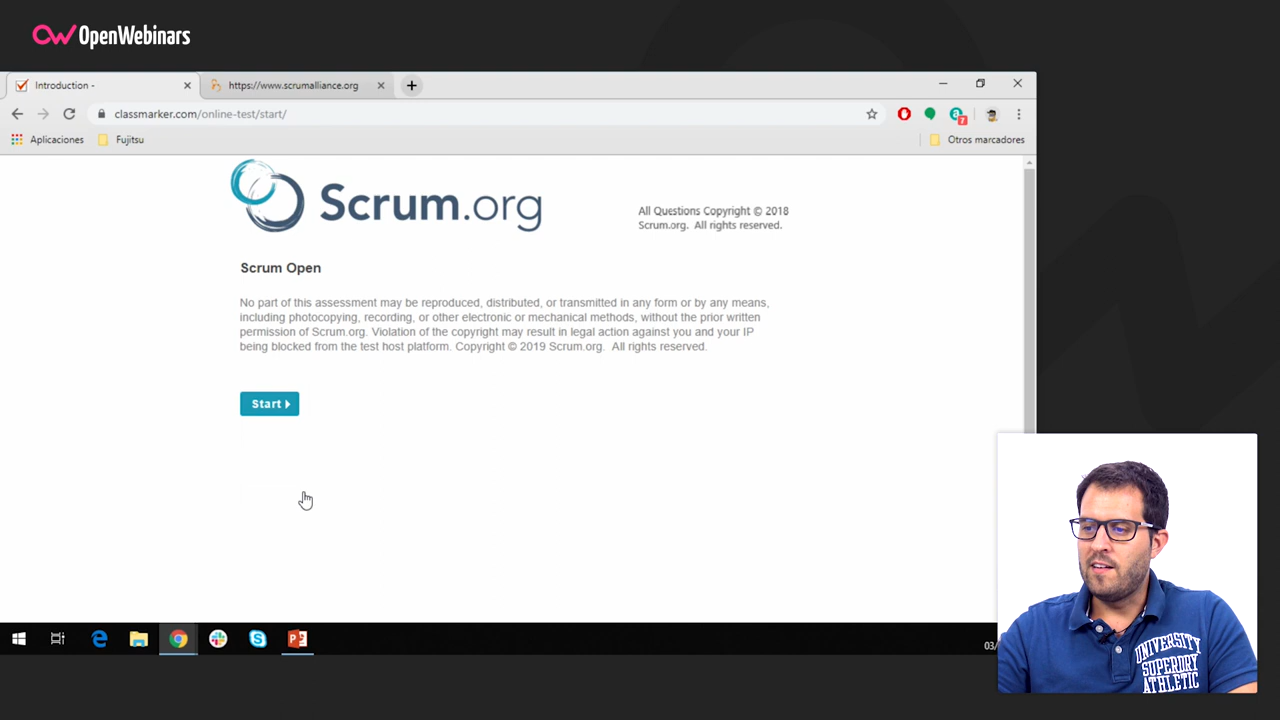 OpenWebinars
Introduction -
https://www.scrumalliance.org
classmarker.com/online-test/start/
7
Aplicaciones
Fujitsu
Otros marcadores
Scrum.org
All Questions Copyright © 2018
Scrum.org. All rights reserved.
Scrum Open
No part of this assessment may be reproduced, distributed, or transmitted in any form or by any means,
including photocopying, recording, or other electronic or mechanical methods, without the prior written
permission of Scrum.org. Violation of the copyright may result in legal action against you and your IP
being blocked from the test host platform. Copyright © 2019 Scrum.org. All rights reserved.
Start
03/
UNIVERSITY
SUPERDRY
ATHLETIC